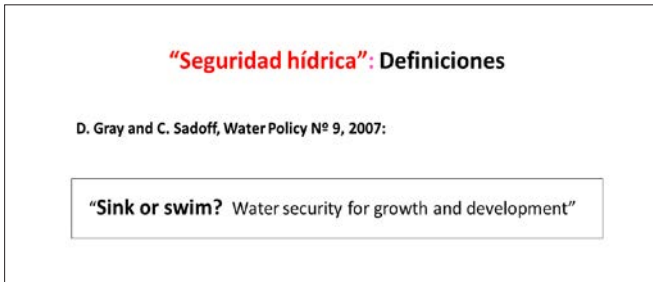 “Seguridad hídrica”: Definiciones
D. Gray and C. Sadoff, Water Policy Nº 9, 2007:
“Sink or swim? Water security for growth and development”